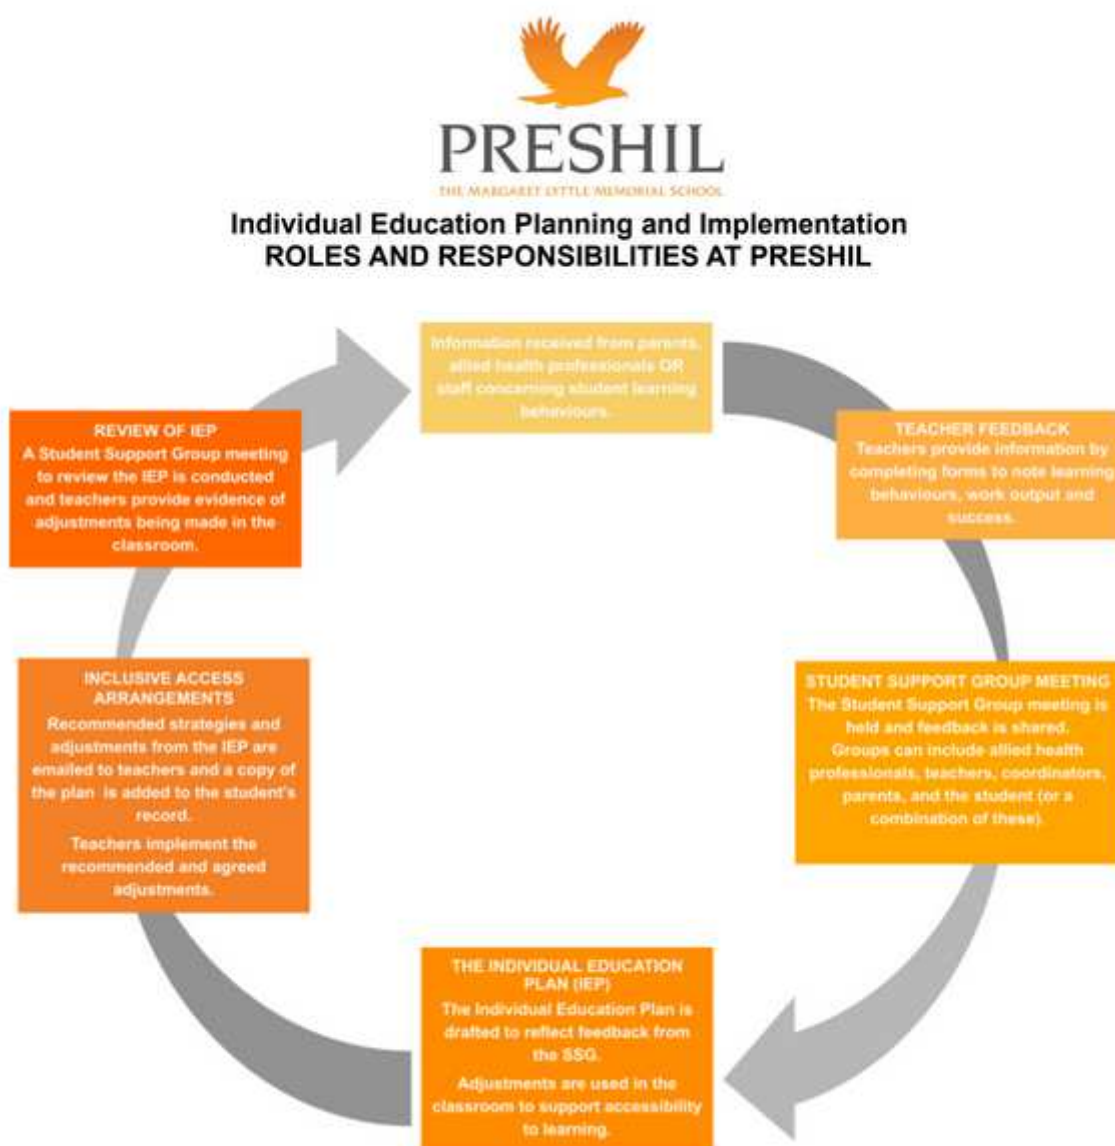 PRESHIL
THE MARGARET LYTTLE MEMORIAL SCHOOL
Individual Education Planning and Implementation
ROLES AND RESPONSIBILITIES AT PRESHIL
Information received from parents,
allied health professionals OR
staff concerning student learning
behaviours.
TEACHER FEEDBACK
Teachers provide information by
completing forms to note learning
behaviours, work output and
success.
STUDENT SUPPORT GROUP MEETING
The Student Support Group meeting is
held and feedback is shared.
Groups can include allied health
professionals, teachers, coordinators,
parents, and the student (or a
combination of these).
THE INDIVIDUAL EDUCATION
PLAN (IEP)
The Individual Education Plan is
drafted to reflect feedback from
the SSG.
Adjustments are used in the
classroom to support accessibility
to learning.
INCLUSIVE ACCESS
ARRANGEMENTS
Recommended strategies and
adjustments from the IEP are
emailed to teachers and a copy of
the plan is added to the student's
record.
Teachers implement the
recommended and agreed
adjustments.
REVIEW OF IEP
A Student Support Group meeting
to review the IEP is conducted
and teachers provide evidence of
adjustments being made in the
classroom.